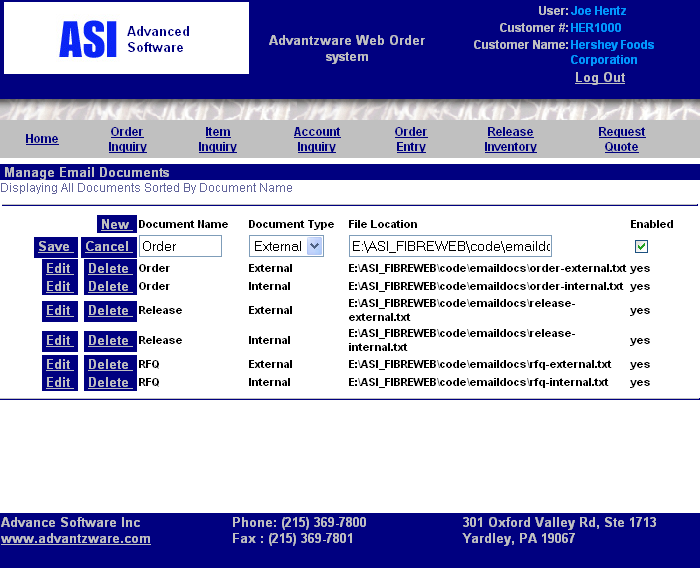 ASI Advanced Software
Advantzware Web Order system
User: Joe Hentz
Customer #: HER1000
Customer Name: Hershey Foods Corporation
Log Out
Home Order Inquiry Item Inquiry Account Inquiry Order Entry Release Inventory Request Quote
Manage Email Documents
Displaying All Documents Sorted By Document Name
New Document Name Document Type File Location Enabled
Save Cancel Order External E:\ASI_FIBREWEB\code\emaildc
Edit Delete Order External E:\ASI_FIBREWEB\code\emaildocs\order-external.txt yes
Edit Delete Order Internal E:\ASI_FIBREWEB\code\emaildocs\order-internal.txt yes
Edit Delete Release External E:\ASI_FIBREWEB\code\emaildocs\release-external.txt yes
Edit Delete Release Internal E:\ASI_FIBREWEB\code\emaildocs\release-internal.txt yes
Edit Delete RFQ External E:\ASI_FIBREWEB\code\emaildocs\rfq-external.txt yes
Edit Delete RFQ Internal E:\ASI_FIBREWEB\code\emaildocs\rfq-internal.txt yes
Advance Software Inc Phone: (215) 369-7800 301 Oxford Valley Rd, Ste 1713
www.advantzware.com Fax : (215) 369-7801 Yardley, PA 19067